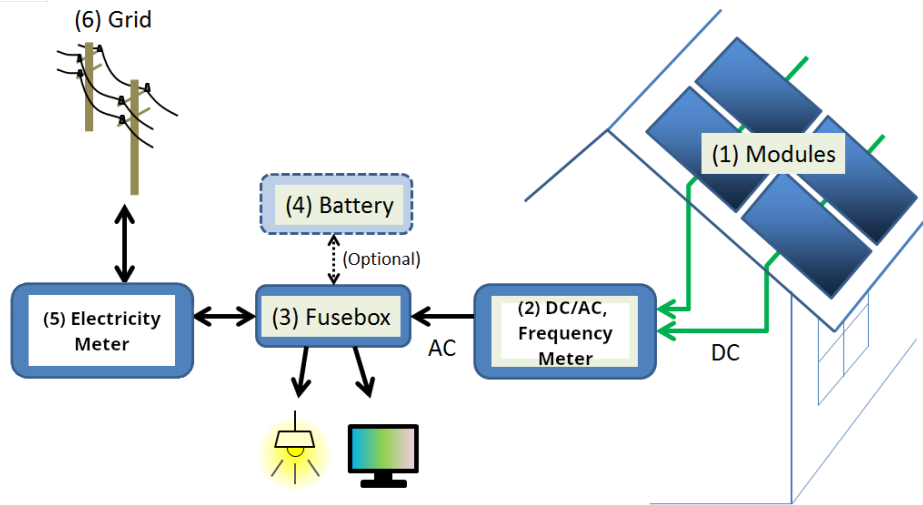 (6) Grid
(1) Modules
(4) Battery
(Optional)
(5) Electricity
Meter
(3) Fusebox
(2) DC/AC,
Frequency
Meter
AC
DC